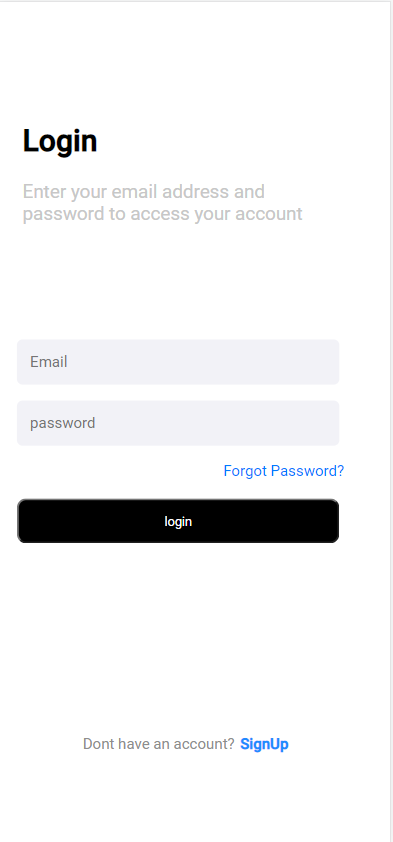 Login
Enter your email address and
password to access your account
Email
password
Forgot Password?
login
Dont have an account? SignUp